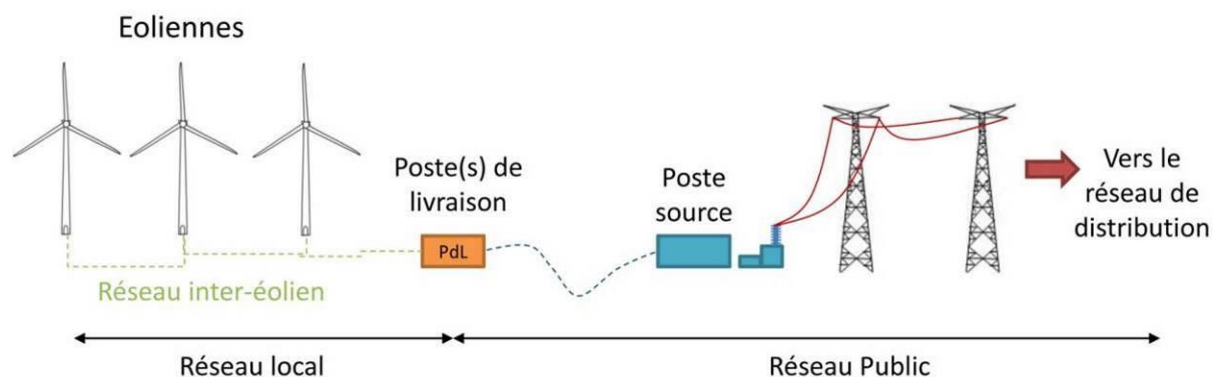 Eoliennes
Poste(s) de
livraison
PdL
Poste
source
Vers le
réseau de
distribution
Réseau inter-éolien
Réseau local
Réseau Public